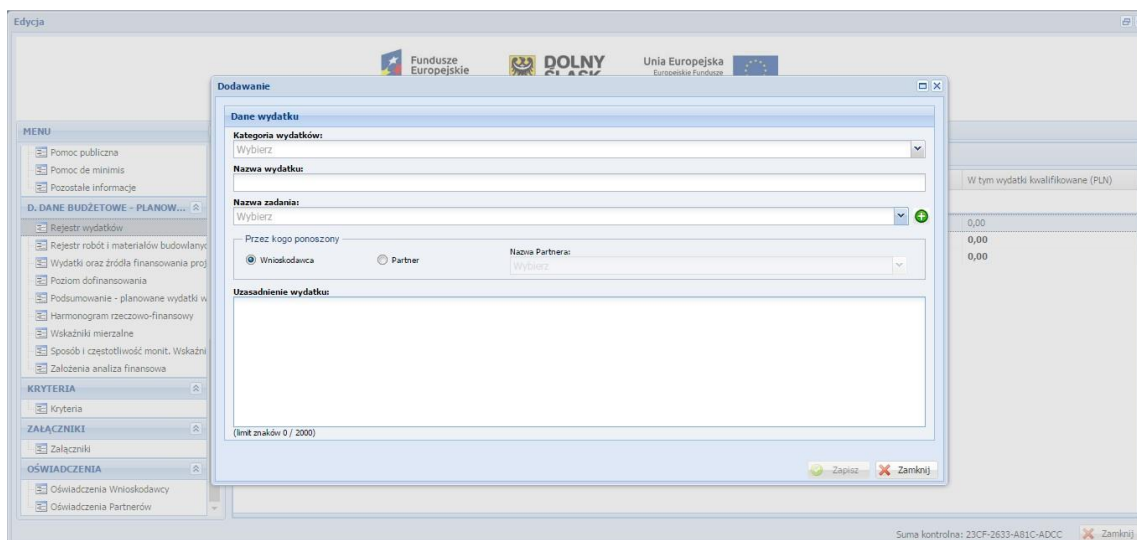 Edycja
Fundusze
Europejskie
DOLNY
Unia Europejska
Europejskie Fundusze
MENU
Pomoc publiczna
Pomoc de minimis
Pozostałe informacje
D. DANE BUDŻETOWE - PLANOW...
Rejestr wydatków
Rejestr robót i materiałów budowlany
Wydatki oraz źródła finansowania proj
Poziom dofinansowania
Podsumowanie - planowane wydatki w
Harmonogram rzeczowo-finansowy
Wskaźniki mierzalne
Sposób i częstotliwość monit. Wskaźni
Założenia analiza finansowa
KRYTERIA
Kryteria
ZAŁĄCZNIKI
Załączniki
OŚWIADCZENIA
Oświadczenia Wnioskodawcy
Oświadczenia Partnerów
Dodawanie
Dane wydatku
Kategoria wydatków:
Wybierz
Nazwa wydatku:
Nazwa zadania:
Wybierz
Przez kogo ponoszony
Wnioskodawca
Partner
Nazwa Partnera:
Wybierz
Uzasadnienie wydatku:
(limit znaków 0 / 2000)
Zapisz
Zamknij
W tym wydatki kwalifikowane (PLN)
0,00
0,00
0,00
Suma kontrolna: 23CF-2633-A81C-ADCC
Zamknij